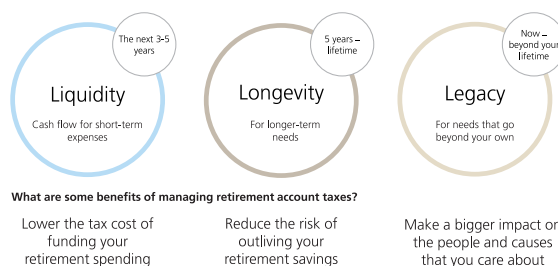 The next 3-5
years
Liquidity
Cash flow for short-term
expenses
5 years –
lifetime
Longevity
For longer-term
needs
Now –
beyond your
lifetime
Legacy
For needs that go
beyond your own
What are some benefits of managing retirement account taxes?
Lower the tax cost of
funding your
retirement spending
Reduce the risk of
outliving your
retirement savings
Make a bigger impact on
the people and causes
that you care about